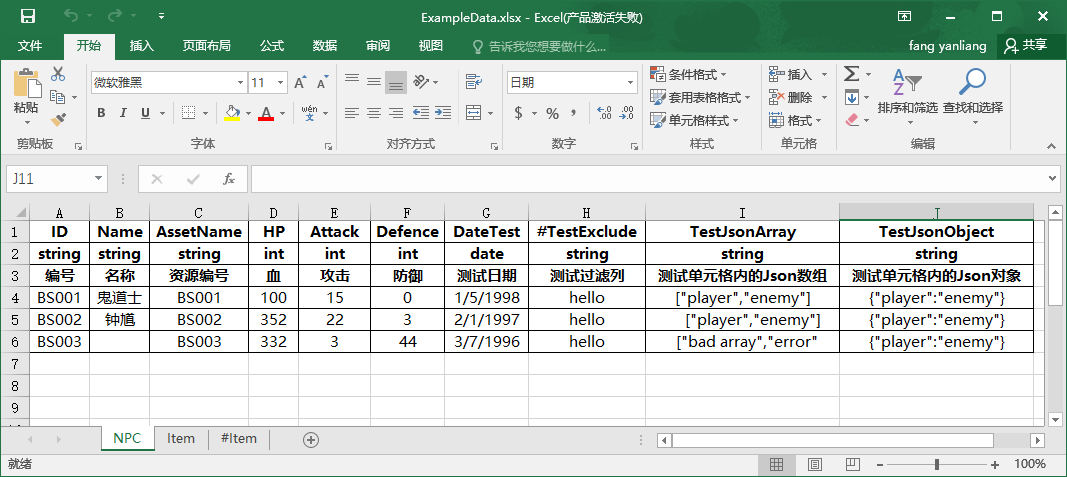 ExampleData.xlsx - Excel(产品激活失败)
文件 开始 插入 页面布局 公式 数据 审阅 视图 告诉我您想要做什么... fang yanliang 共享
粘贴
剪贴板
微软雅黑 11
B I U A wén 文
字体
对齐方式
日期
$ % ,
数字
条件格式
套用表格格式
单元格样式
样式
插入
删除
格式
单元格
Σ
排序和筛选 查找和选择
编辑
J11 fx
A B C D E F G H I J
1 ID Name AssetName HP Attack Defence DateTest #TestExclude TestJsonArray TestJsonObject
2 string string string int int int date string string string
3 编号 名称 资源编号 血 攻击 防御 测试日期 测试过滤列 测试单元格内的Json数组 测试单元格内的Json对象
4 BS001 鬼道士 BS001 100 15 0 1/5/1998 hello ["player","enemy"] {"player":"enemy"}
5 BS002 钟馗 BS002 352 22 3 2/1/1997 hello ["player","enemy"] {"player":"enemy"}
6 BS003 BS003 332 3 44 3/7/1996 hello ["bad array","error" {"player":"enemy"}
7
8
9
NPC Item #Item
就绪 100%